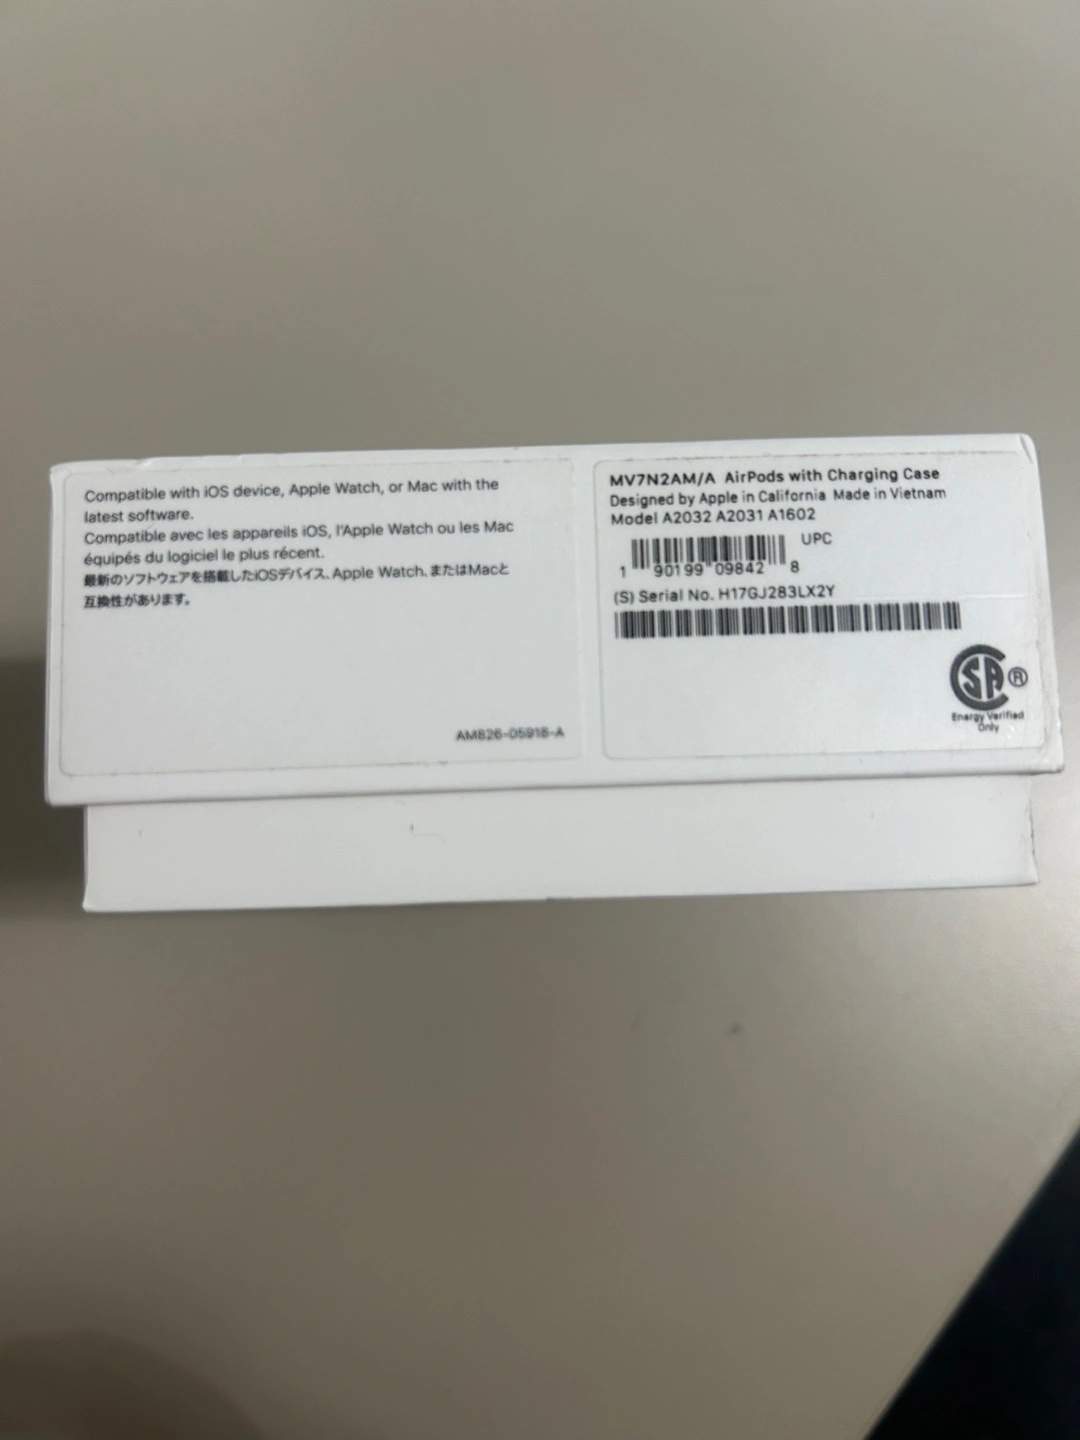 Compatible with iOS device, Apple Watch, or Mac with the
latest software.
Compatible avec les appareils iOS, l'Apple Watch ou les Mac
équipés du logiciel le plus récent.
最新のソフトウェアを搭載したiOSデバイス、Apple Watch、またはMacと
互換性があります。
AM826-05918-A
MV7N2AM/A AirPods with Charging Case
Designed by Apple in California Made in Vietnam
Model A2032 A2031 A1602
UPC
1 90199 09842 8
(S) Serial No. H17GJ283LX2Y
SA ®
Energy Verified
Only